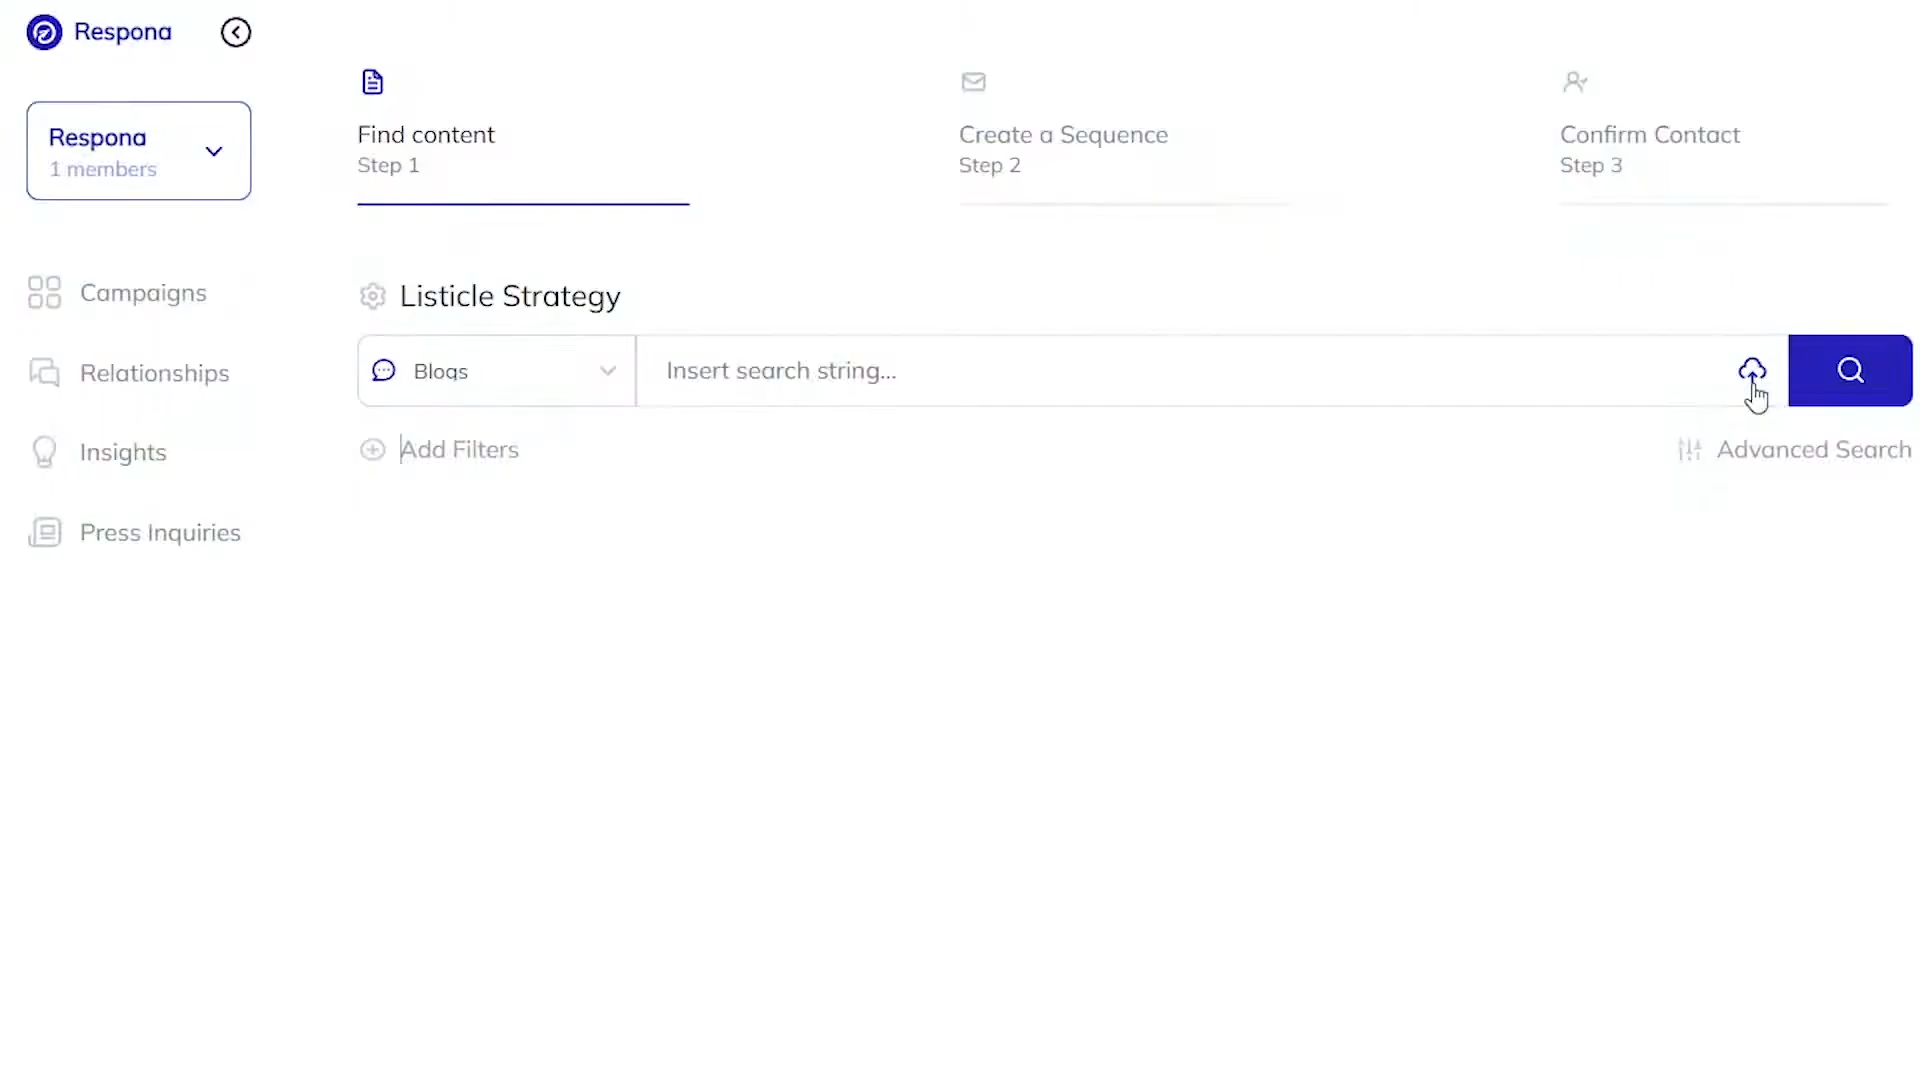 Respona
Respona
1 members
Campaigns
Relationships
Insights
Press Inquiries
Find content
Step 1
Create a Sequence
Step 2
Confirm Contact
Step 3
Listicle Strategy
Blogs
Insert search string...
Add Filters
Advanced Search